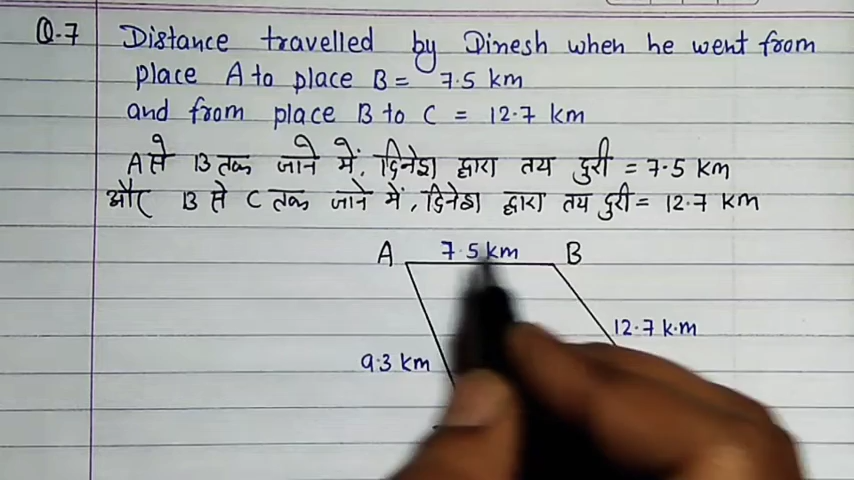 Q.7 Distance travelled by Dinesh when he went from
place A to place B = 7.5 km
and from place B to C = 12.7 km
A से B तक जाने में, दिनेश द्वारा तय दुरी = 7.5 KM
और B से C तक जाने में, दिनेश द्वारा तय दुरी = 12.7 KM
A 7.5 km B
12.7 k.m
9.3 km